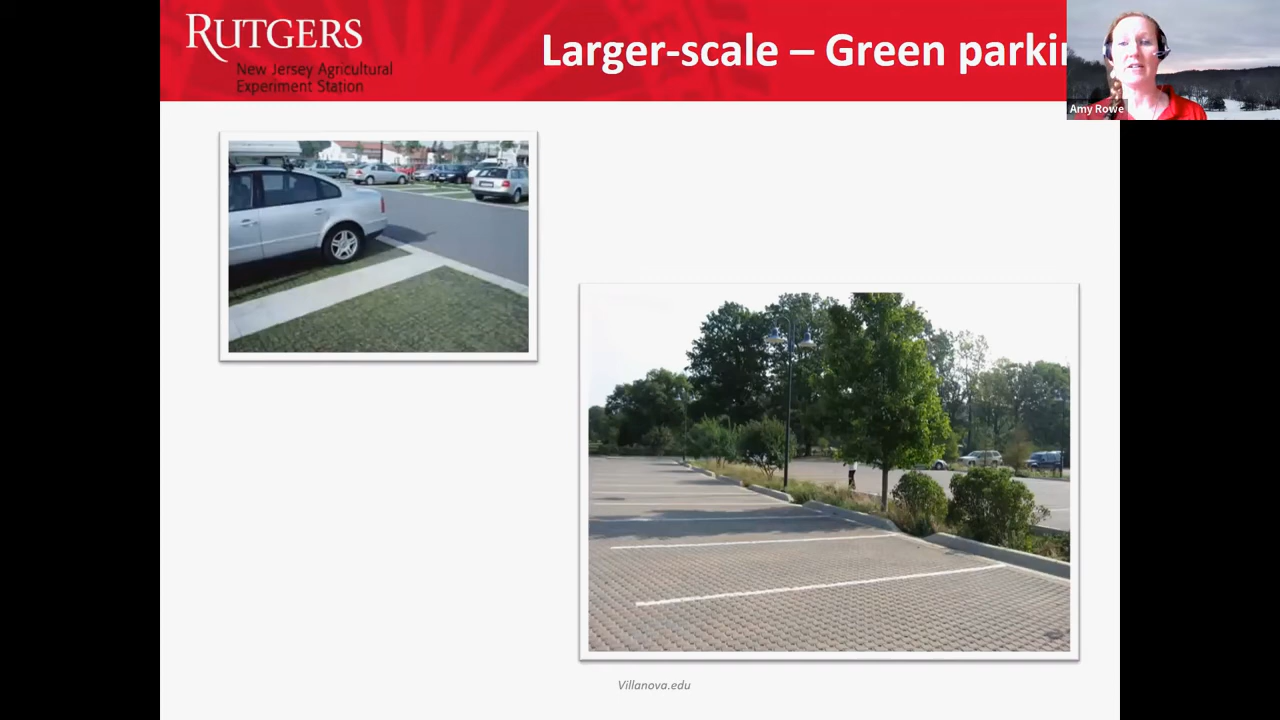 RUTGERS
New Jersey Agricultural
Experiment Station
Larger-scale – Green parki
Amy Rowe
Villanova.edu